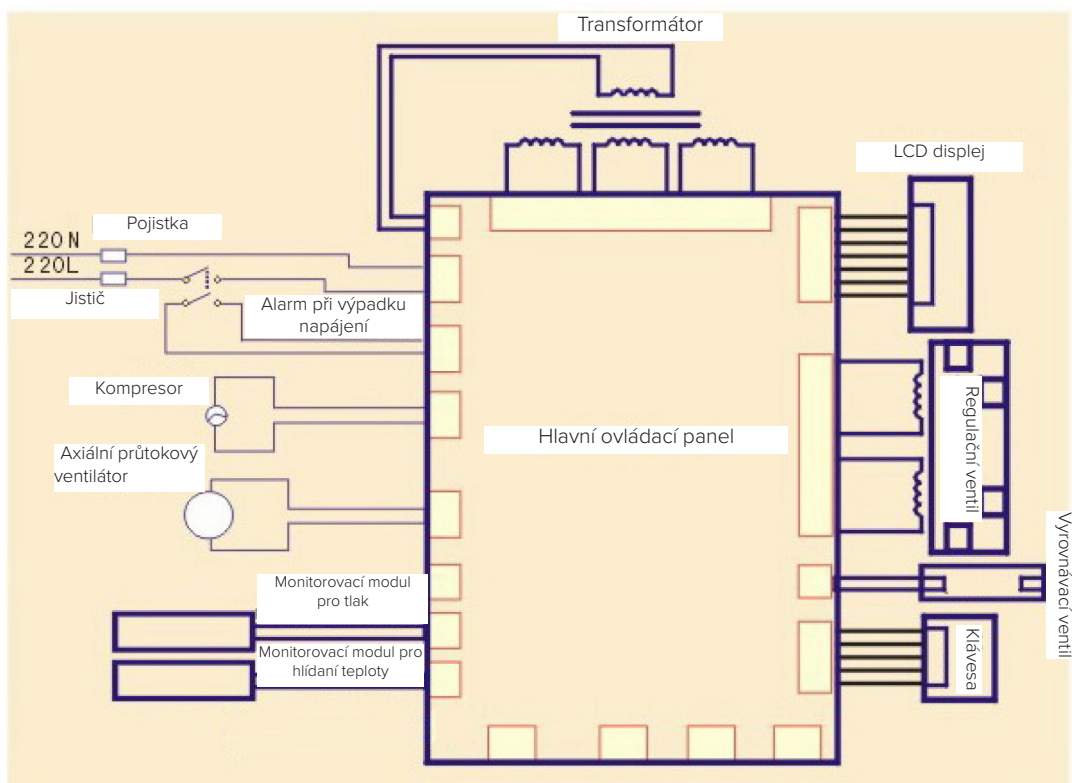 Transformátor
LCD displej
Pojistka
220N
220L
Jistič
Alarm při výpadku
napájení
Kompresor
Axiální průtokový
ventilátor
Hlavní ovládací panel
Regulační ventil
Vyrovnávací ventil
Monitorovací modul
pro tlak
Monitorovací modul pro
hlídaní teploty
Klávesa